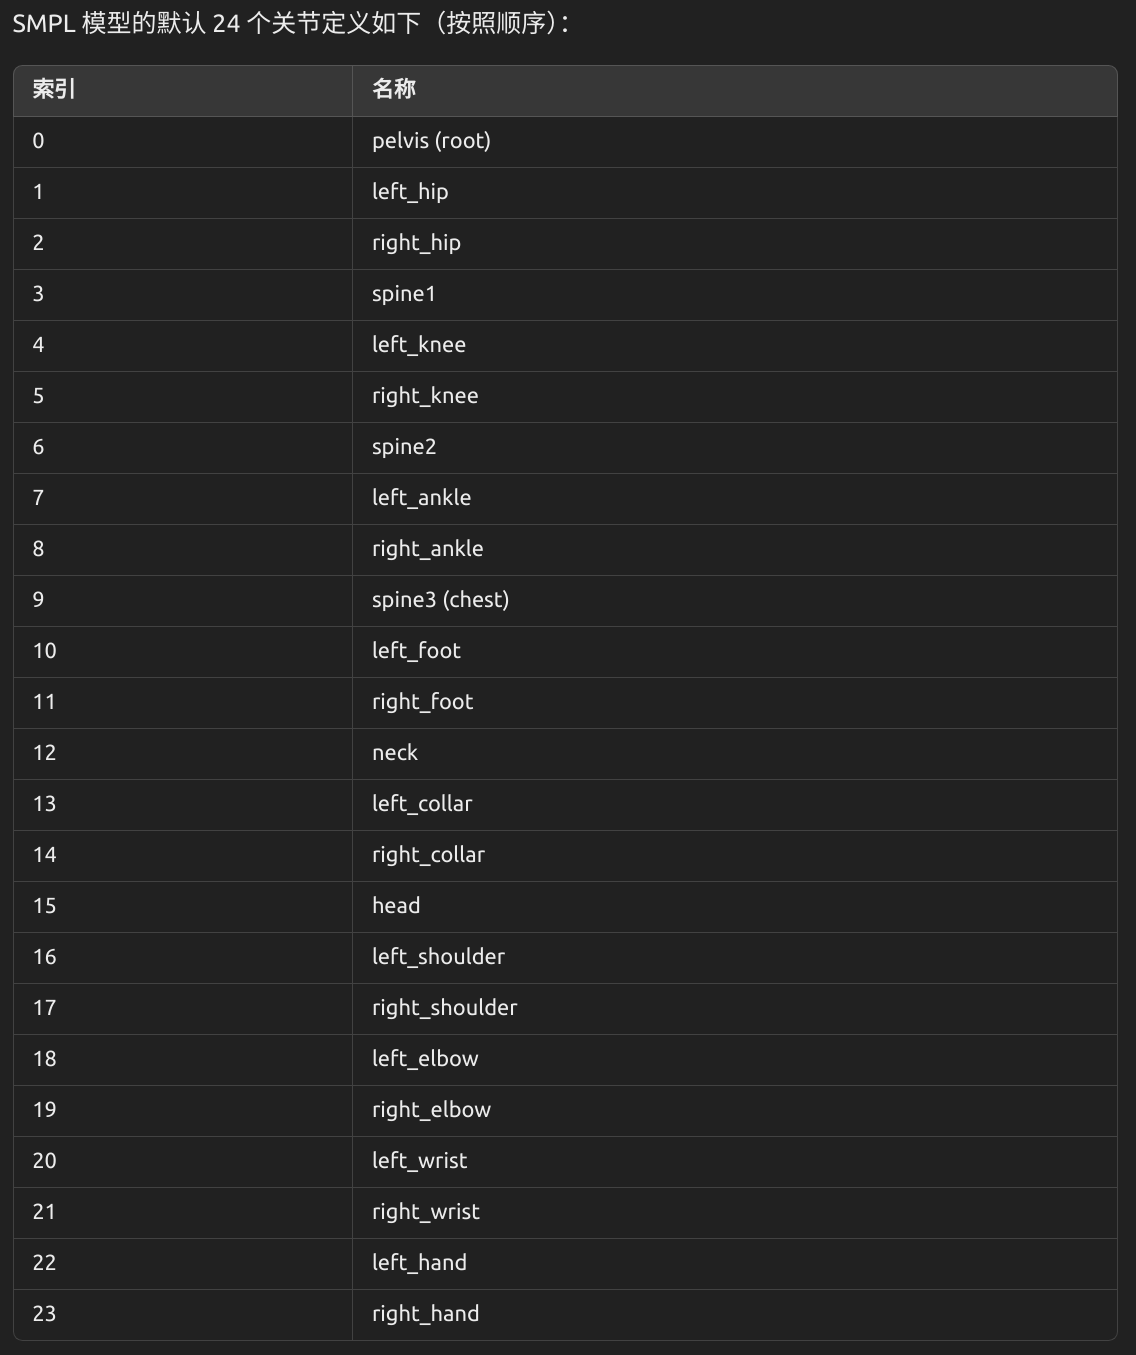 SMPL 模型的默认 24 个关节定义如下（按照顺序）：
索引 名称
0 pelvis (root)
1 left_hip
2 right_hip
3 spine1
4 left_knee
5 right_knee
6 spine2
7 left_ankle
8 right_ankle
9 spine3 (chest)
10 left_foot
11 right_foot
12 neck
13 left_collar
14 right_collar
15 head
16 left_shoulder
17 right_shoulder
18 left_elbow
19 right_elbow
20 left_wrist
21 right_wrist
22 left_hand
23 right_hand